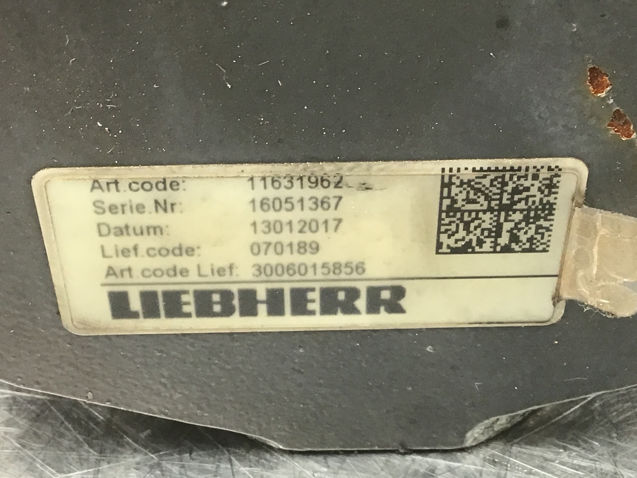 Art.code: 11631962
Serie.Nr: 16051367
Datum: 13012017
Lief.code: 070189
Art.code Lief: 3006015856
LIEBHERR